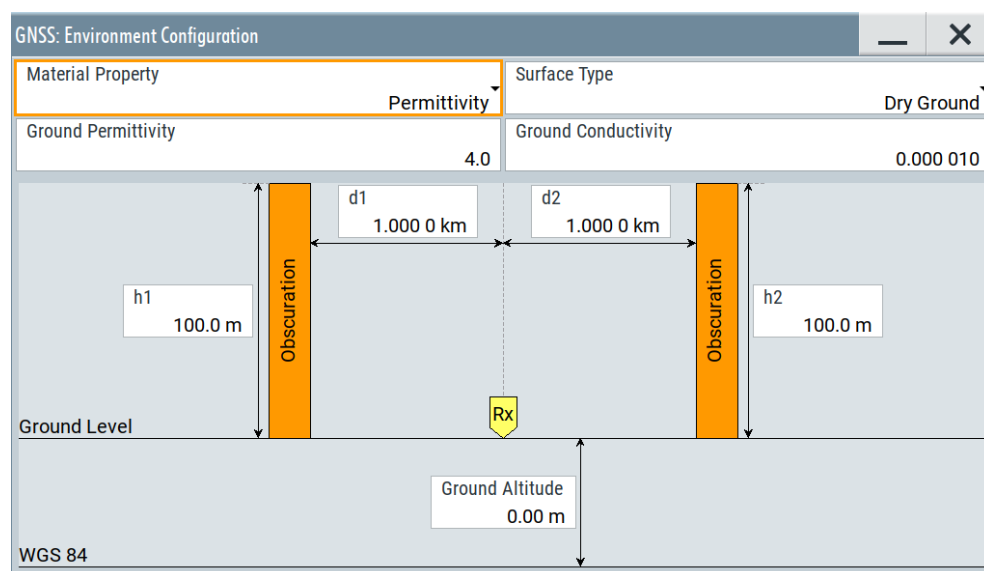 GNSS: Environment Configuration
Material Property
Permittivity
Surface Type
Dry Ground
Ground Permittivity
4.0
Ground Conductivity
0.000 010
d1
1.000 0 km
d2
1.000 0 km
h1
100.0 m
Obscuration
Obscuration
h2
100.0 m
Rx
Ground Level
Ground Altitude
0.00 m
WGS 84